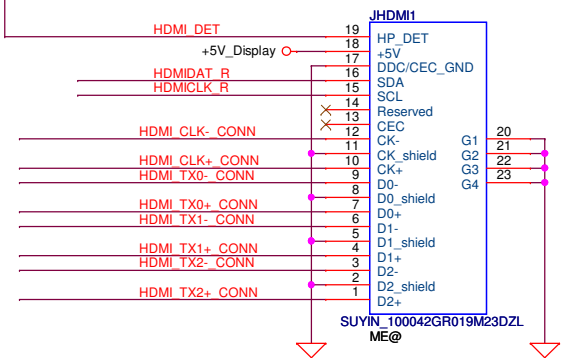 JHDMI1
HDMI_DET 19 HP_DET
+5V_Display 18 +5V
17 DDC/CEC_GND
HDMIDAT_R 16 SDA
HDMICLK_R 15 SCL
14 Reserved
13 CEC
HDMI_CLK-_CONN 12 CK- G1 20
11 CK_shield G2 21
HDMI_CLK+_CONN 10 CK+ G3 22
HDMI_TX0-_CONN 9 D0- G4 23
8 D0_shield
HDMI_TX0+_CONN 7 D0+
HDMI_TX1-_CONN 6 D1-
5 D1_shield
HDMI_TX1+_CONN 4 D1+
HDMI_TX2-_CONN 3 D2-
2 D2_shield
HDMI_TX2+_CONN 1 D2+
SUYIN_100042GR019M23DZL
ME@